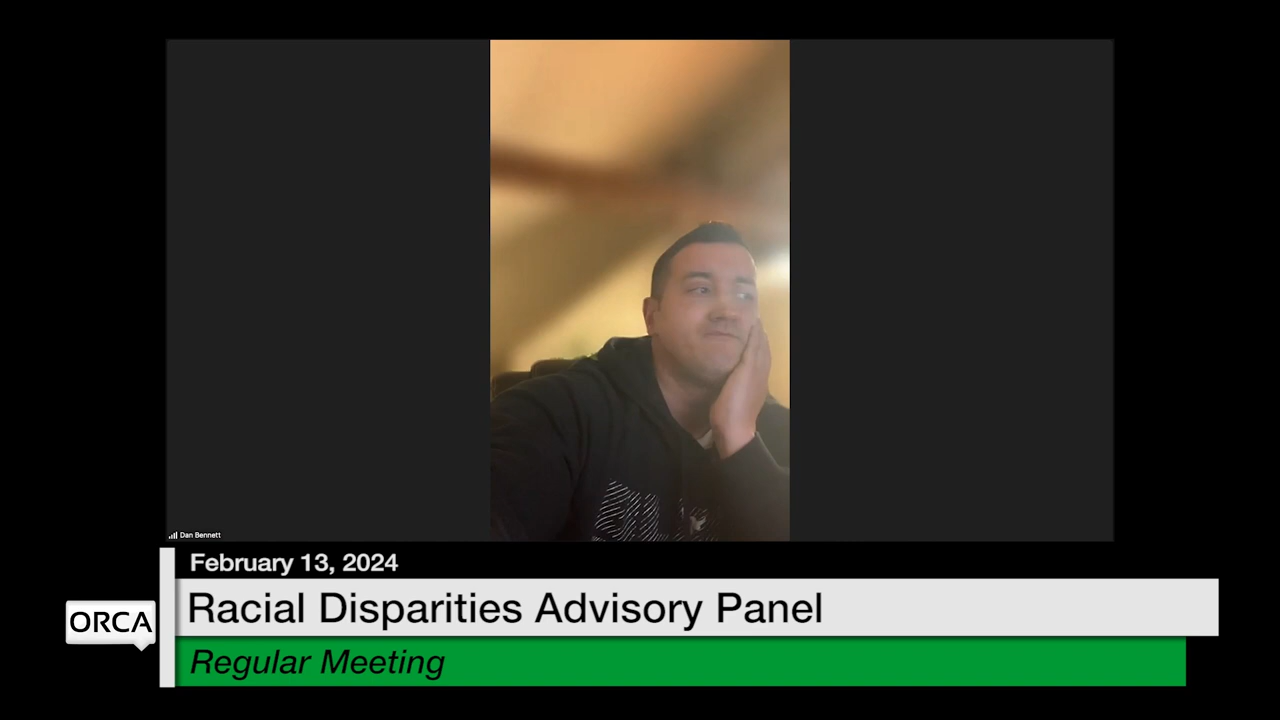 Dan Bennett
February 13, 2024
Racial Disparities Advisory Panel
ORCA
Regular Meeting